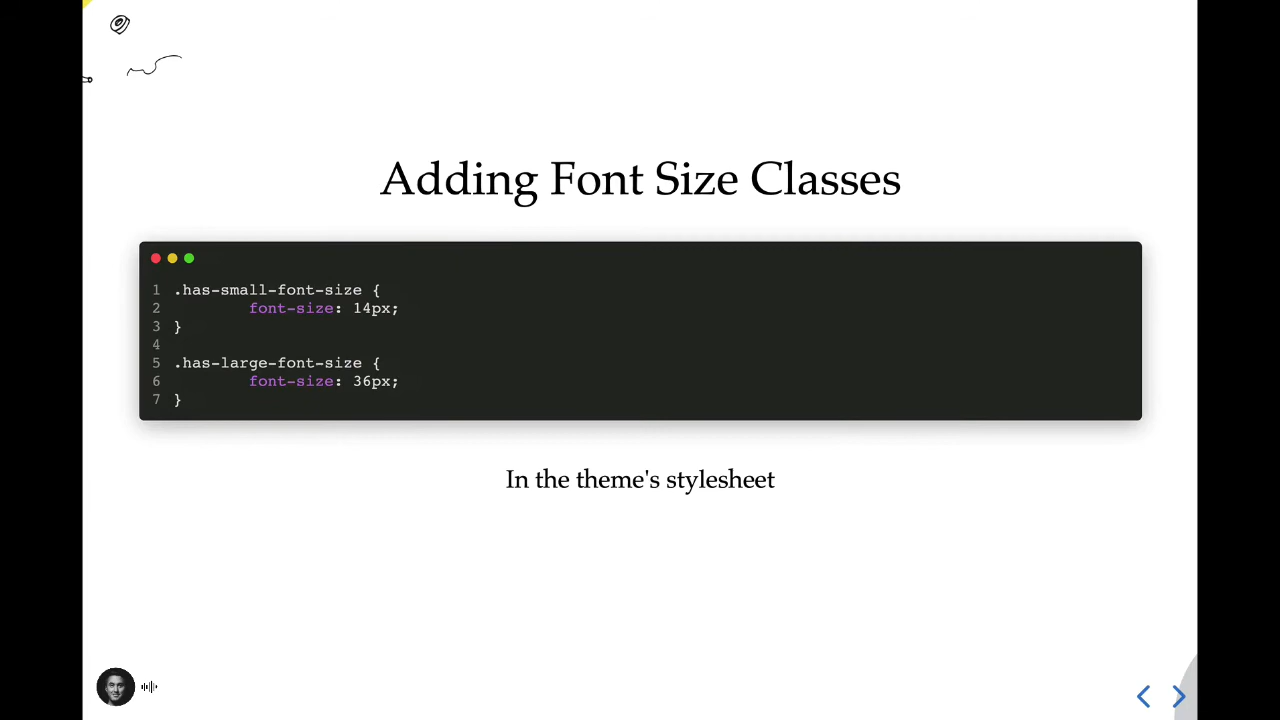 Adding Font Size Classes
1 .has-small-font-size {
2         font-size: 14px;
3 }
4
5 .has-large-font-size {
6         font-size: 36px;
7 }
In the theme's stylesheet